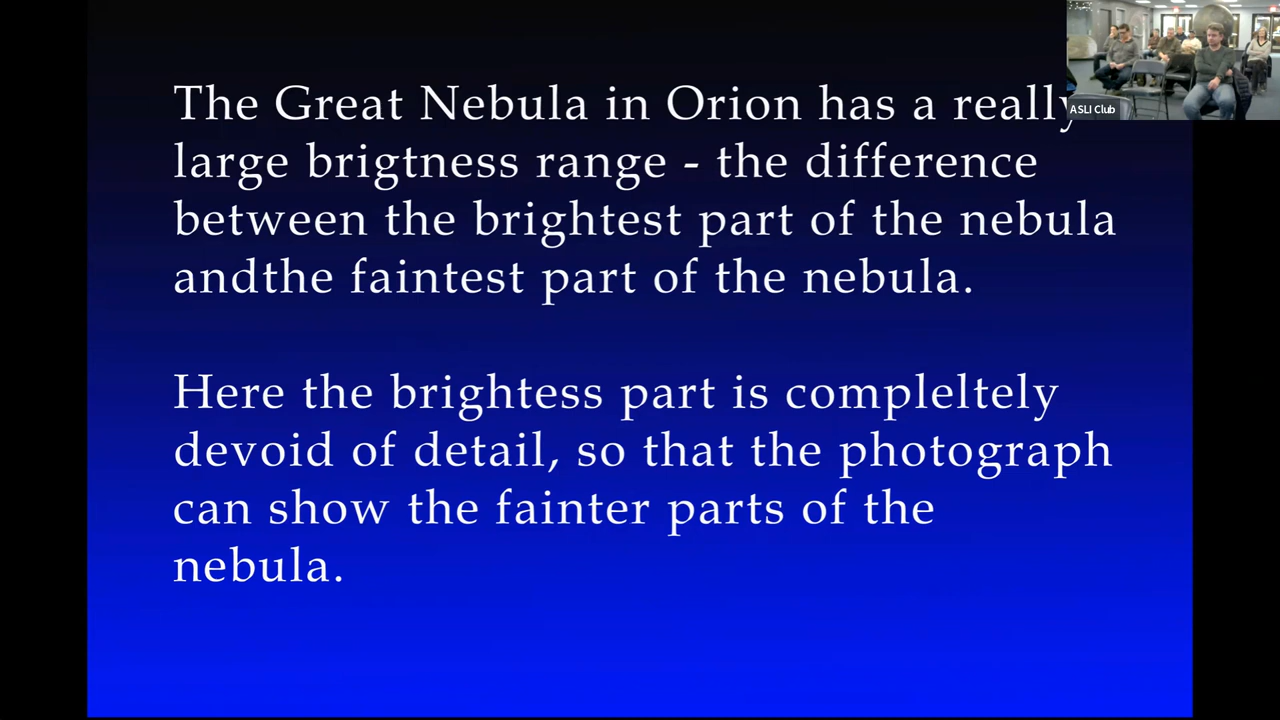 The Great Nebula in Orion has a really
large brigtness range - the difference
between the brightest part of the nebula
andthe faintest part of the nebula.
Here the brightess part is compleltely
devoid of detail, so that the photograph
can show the fainter parts of the
nebula.
ASLI Club